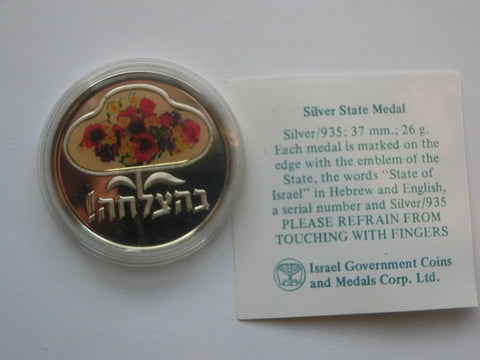 בהצלחה!!
Silver State Medal
Silver/935; 37 mm.; 26 g.
Each medal is marked on the
edge with the emblem of the
State, the words "State of
Israel" in Hebrew and English,
a serial number and Silver/935
PLEASE REFRAIN FROM
TOUCHING WITH FINGERS
Israel Government Coins
and Medals Corp. Ltd.